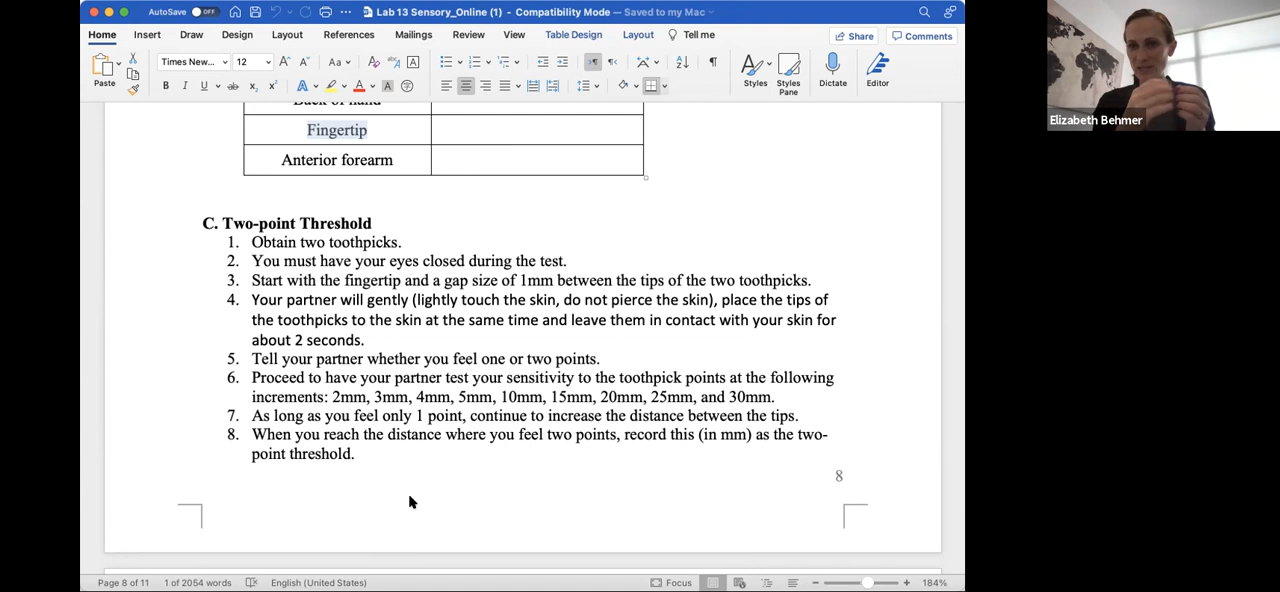 AutoSave OFF Lab 13 Sensory_Online (1) - Compatibility Mode — Saved to my Mac
Home Insert Draw Design Layout References Mailings Review View Table Design Layout Tell me Share Comments
Paste Times New... 12 Aa Styles Styles Pane Dictate Editor
Back of hand
Fingertip
Anterior forearm
C. Two-point Threshold
1. Obtain two toothpicks.
2. You must have your eyes closed during the test.
3. Start with the fingertip and a gap size of 1mm between the tips of the two toothpicks.
4. Your partner will gently (lightly touch the skin, do not pierce the skin), place the tips of
the toothpicks to the skin at the same time and leave them in contact with your skin for
about 2 seconds.
5. Tell your partner whether you feel one or two points.
6. Proceed to have your partner test your sensitivity to the toothpick points at the following
increments: 2mm, 3mm, 4mm, 5mm, 10mm, 15mm, 20mm, 25mm, and 30mm.
7. As long as you feel only 1 point, continue to increase the distance between the tips.
8. When you reach the distance where you feel two points, record this (in mm) as the two-
point threshold.
8
Page 8 of 11 1 of 2054 words English (United States) Focus 184%
Elizabeth Behmer